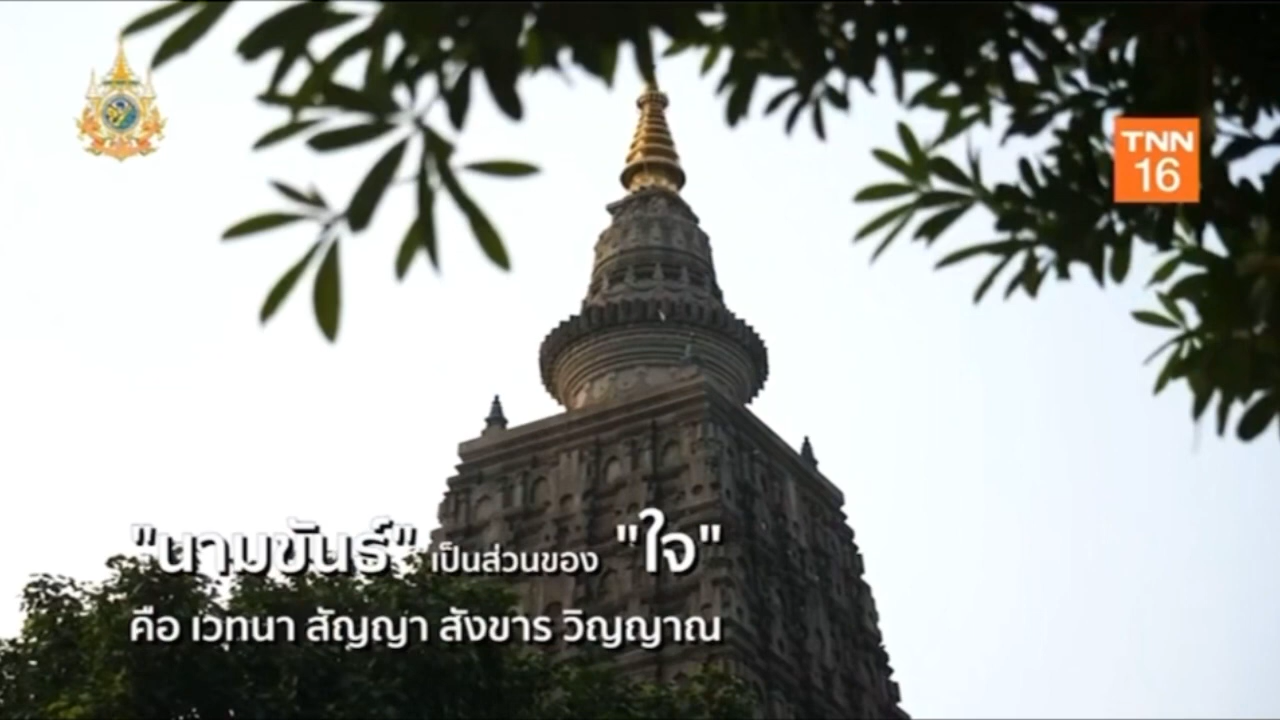 TNN
16
"นามขันธ์" เป็นส่วนของ "ใจ"
คือ เวทนา สัญญา สังขาร วิญญาณ